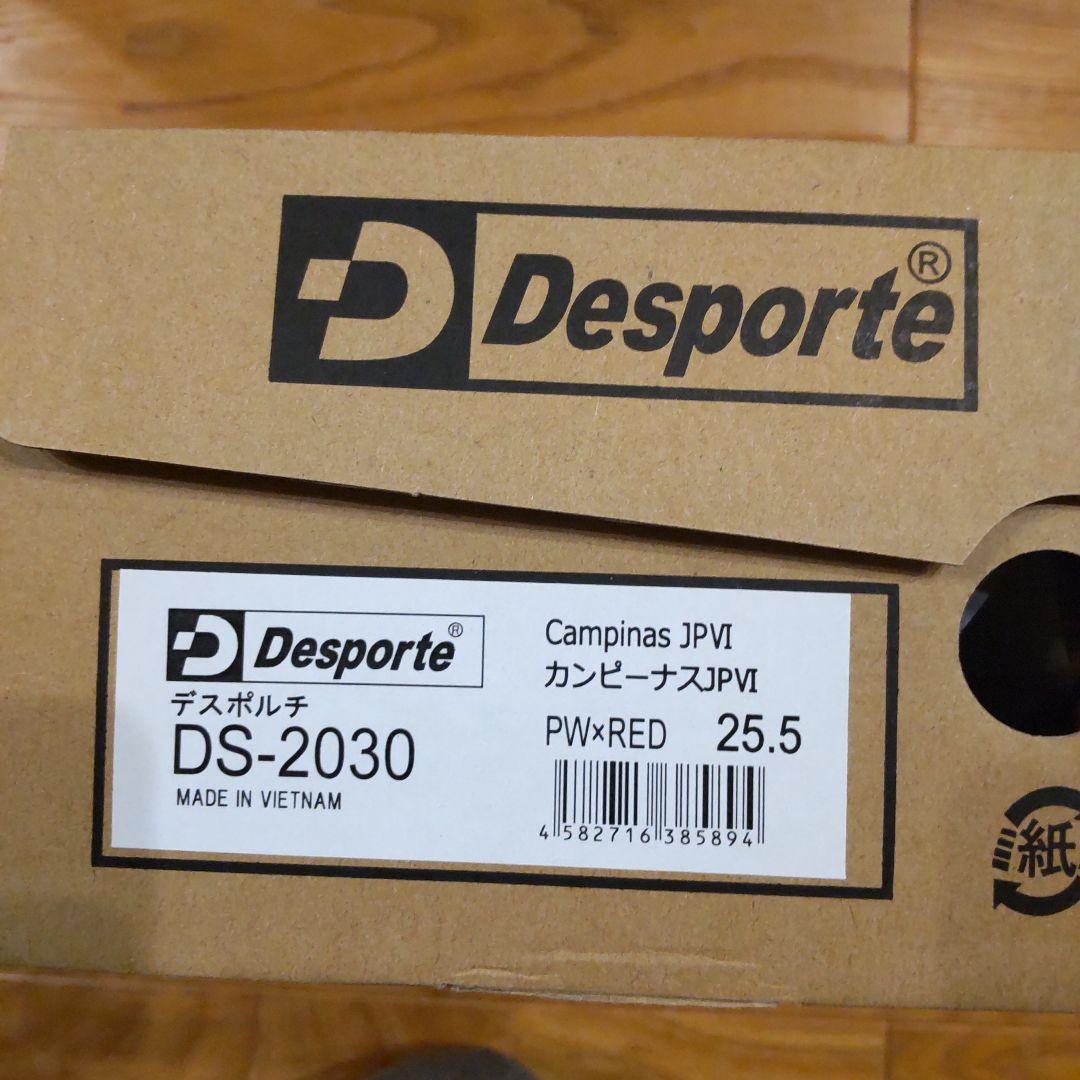 Desporte®
Desporte®
デスポルチ
DS-2030
MADE IN VIETNAM
Campinas JPⅥ
カンピーナスJPⅥ
PW×RED 25.5
4 582716 385894
紙